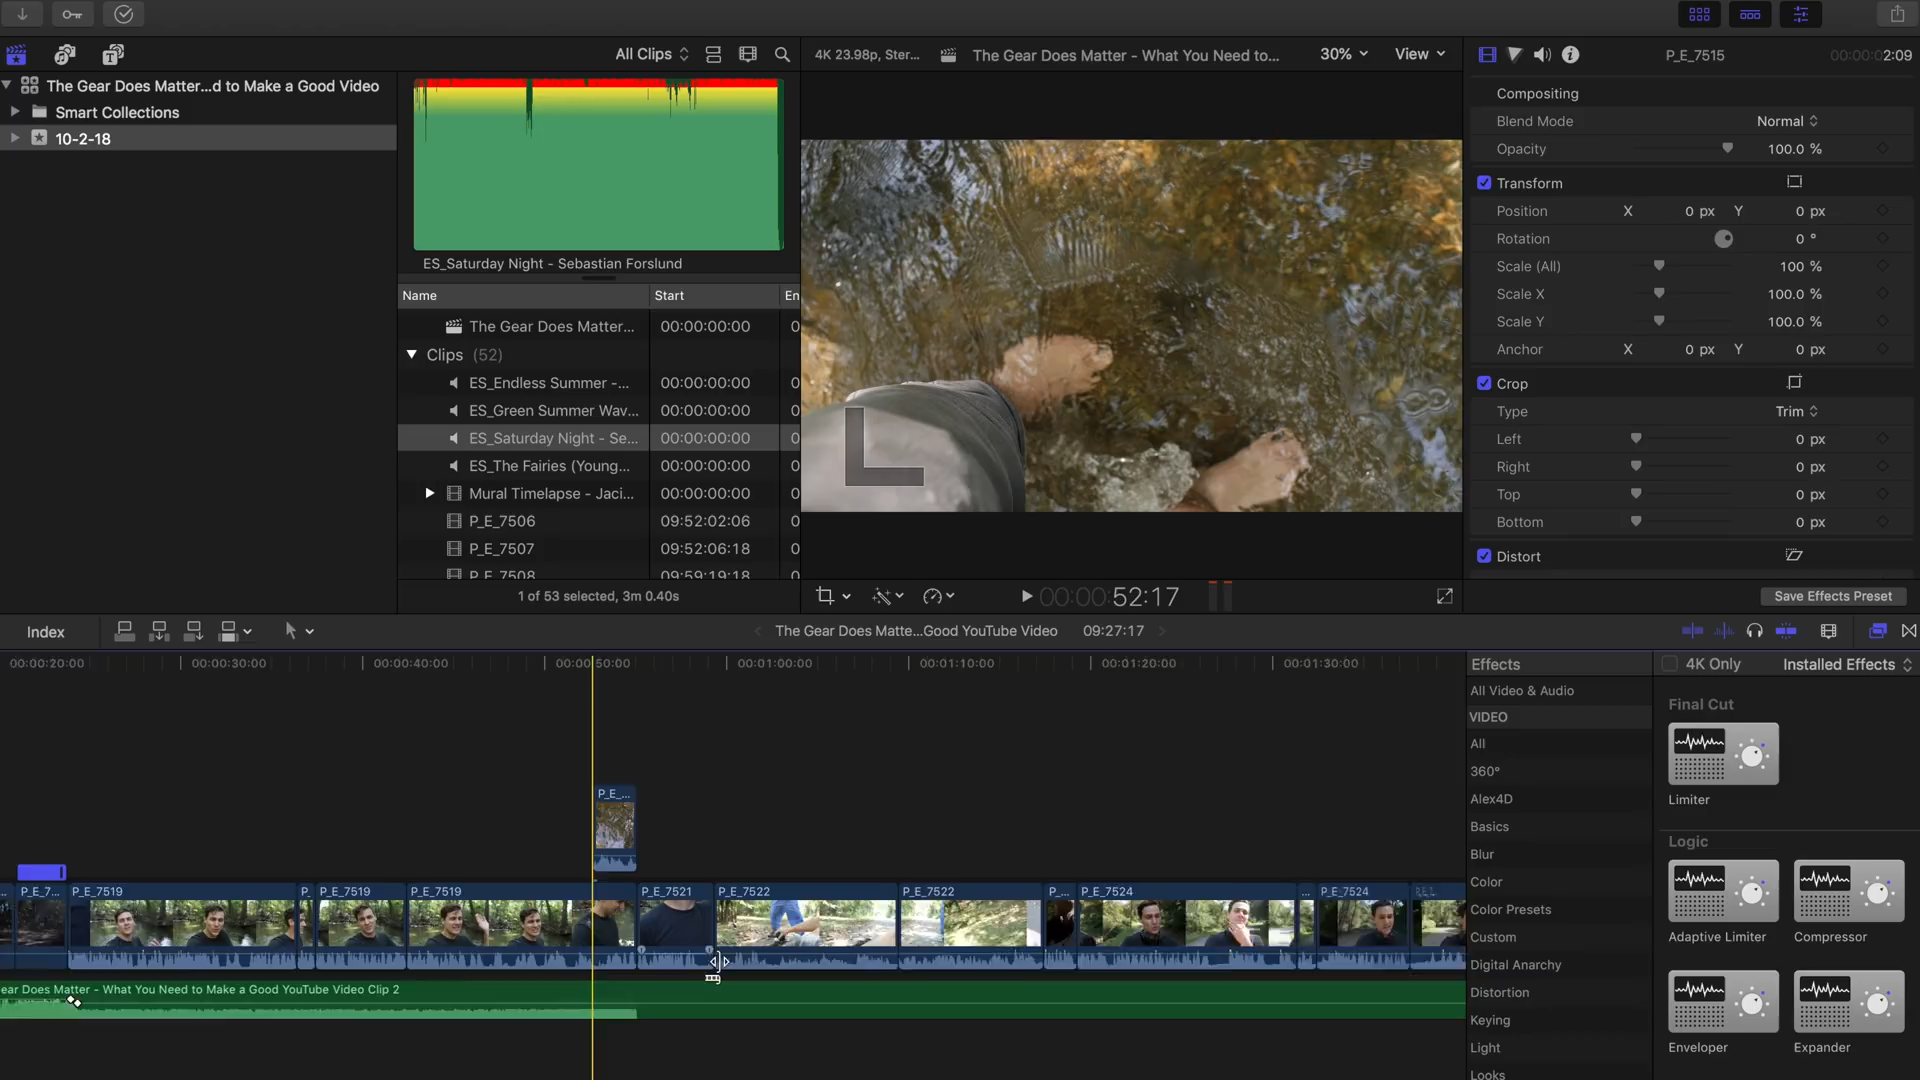 All Clips
4K 23.98p, Ster...
The Gear Does Matter - What You Need to...
30%
View
P_E_7515
00:00:02:09
The Gear Does Matter...d to Make a Good Video
Smart Collections
10-2-18
ES_Saturday Night - Sebastian Forslund
Name Start En
The Gear Does Matter... 00:00:00:00 0
Clips (52)
ES_Endless Summer -... 00:00:00:00 0
ES_Green Summer Wav... 00:00:00:00 0
ES_Saturday Night - Se... 00:00:00:00 0
ES_The Fairies (Young... 00:00:00:00 0
Mural Timelapse - Jaci... 00:00:00:00 0
P_E_7506 09:52:02:06 0
P_E_7507 09:52:06:18 0
P_E_7508 09:59:19:18 0
1 of 53 selected, 3m 0.40s
L
00:00:52:17
Compositing
Blend Mode Normal
Opacity 100.0 %
Transform
Position X 0 px Y 0 px
Rotation 0 °
Scale (All) 100 %
Scale X 100.0 %
Scale Y 100.0 %
Anchor X 0 px Y 0 px
Crop
Type Trim
Left 0 px
Right 0 px
Top 0 px
Bottom 0 px
Distort
Save Effects Preset
Index
The Gear Does Matte...Good YouTube Video 09:27:17
00:00:20:00 00:00:30:00 00:00:40:00 00:00:50:00 00:01:00:00 00:01:10:00 00:01:20:00 00:01:30:00
P_E_...
P_E_7... P_E_7519 P. P_E_7519 P_E_7519 P_E_7521 P_E_7522 P_E_7522 P... P_E_7524 ... P_E_7524
ear Does Matter - What You Need to Make a Good YouTube Video Clip 2
Effects
4K Only
Installed Effects
All Video & Audio
VIDEO
All
360°
Alex4D
Basics
Blur
Color
Color Presets
Custom
Digital Anarchy
Distortion
Keying
Light
Looks
Final Cut
Limiter
Logic
Adaptive Limiter
Compressor
Enveloper
Expander